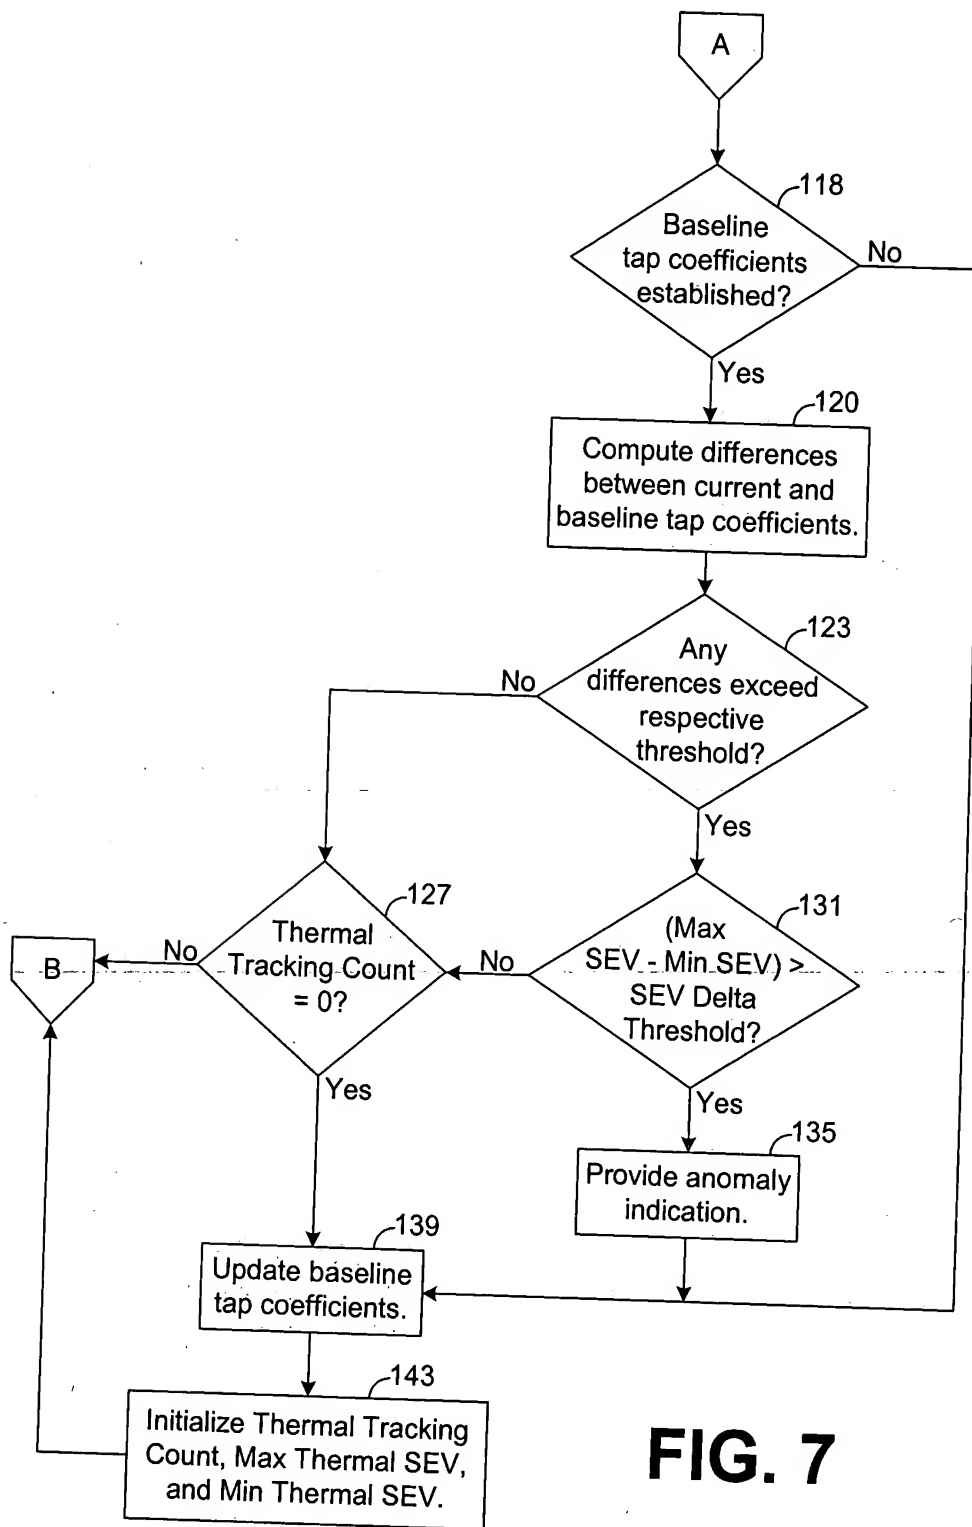 A
118
Baseline
tap coefficients
established?
No
Yes
120
Compute differences
between current and
baseline tap coefficients.
123
Any
differences exceed
respective
threshold?
No
Yes
127
Thermal
Tracking Count
= 0?
No
B
Yes
131
(Max
SEV - Min SEV) >
SEV Delta
Threshold?
No
Yes
135
Provide anomaly
indication.
139
Update baseline
tap coefficients.
143
Initialize Thermal Tracking
Count, Max Thermal SEV,
and Min Thermal SEV.
FIG. 7